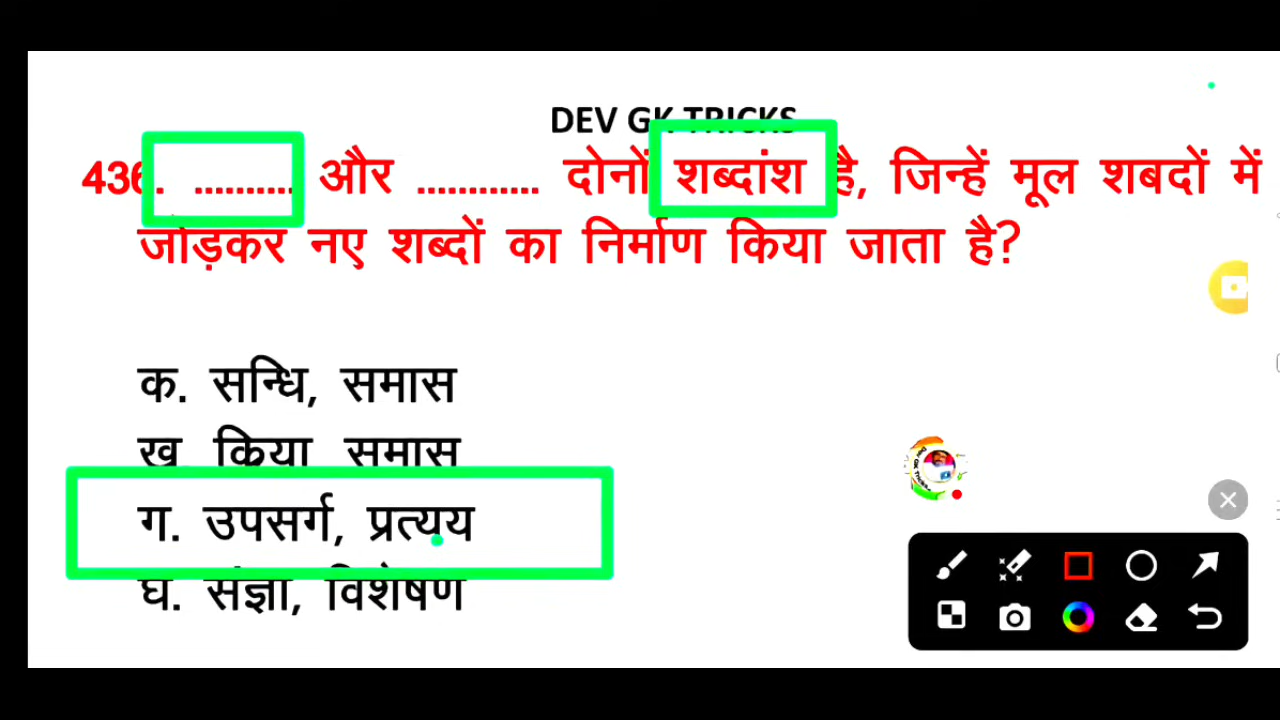 DEV GK TRICKS
436. .......... और ............ दोनों शब्दांश है, जिन्हें मूल शबदों में
जोड़कर नए शब्दों का निर्माण किया जाता है?
क. सन्धि, समास
ख किया समास
ग. उपसर्ग, प्रत्यय
घ. संज्ञा, विशेषण